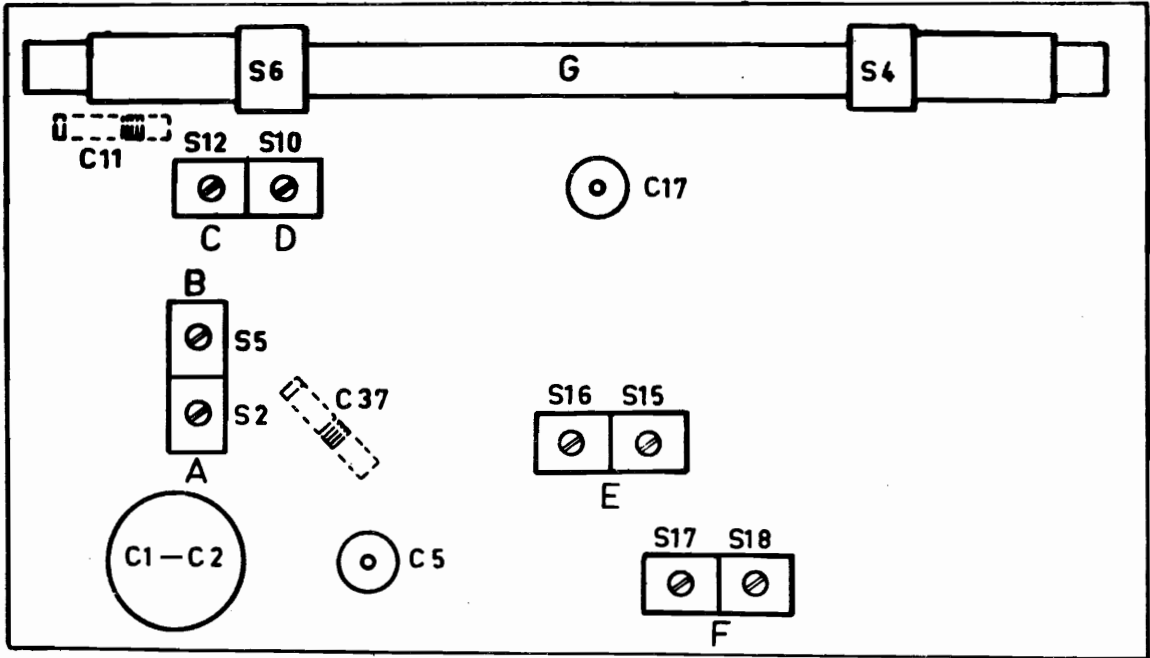 S6 G S4
C11
S12 S10
C17
C D
B
S5
C37
S2
S16 S15
A
E
C1—C2
C5
S17 S18
F